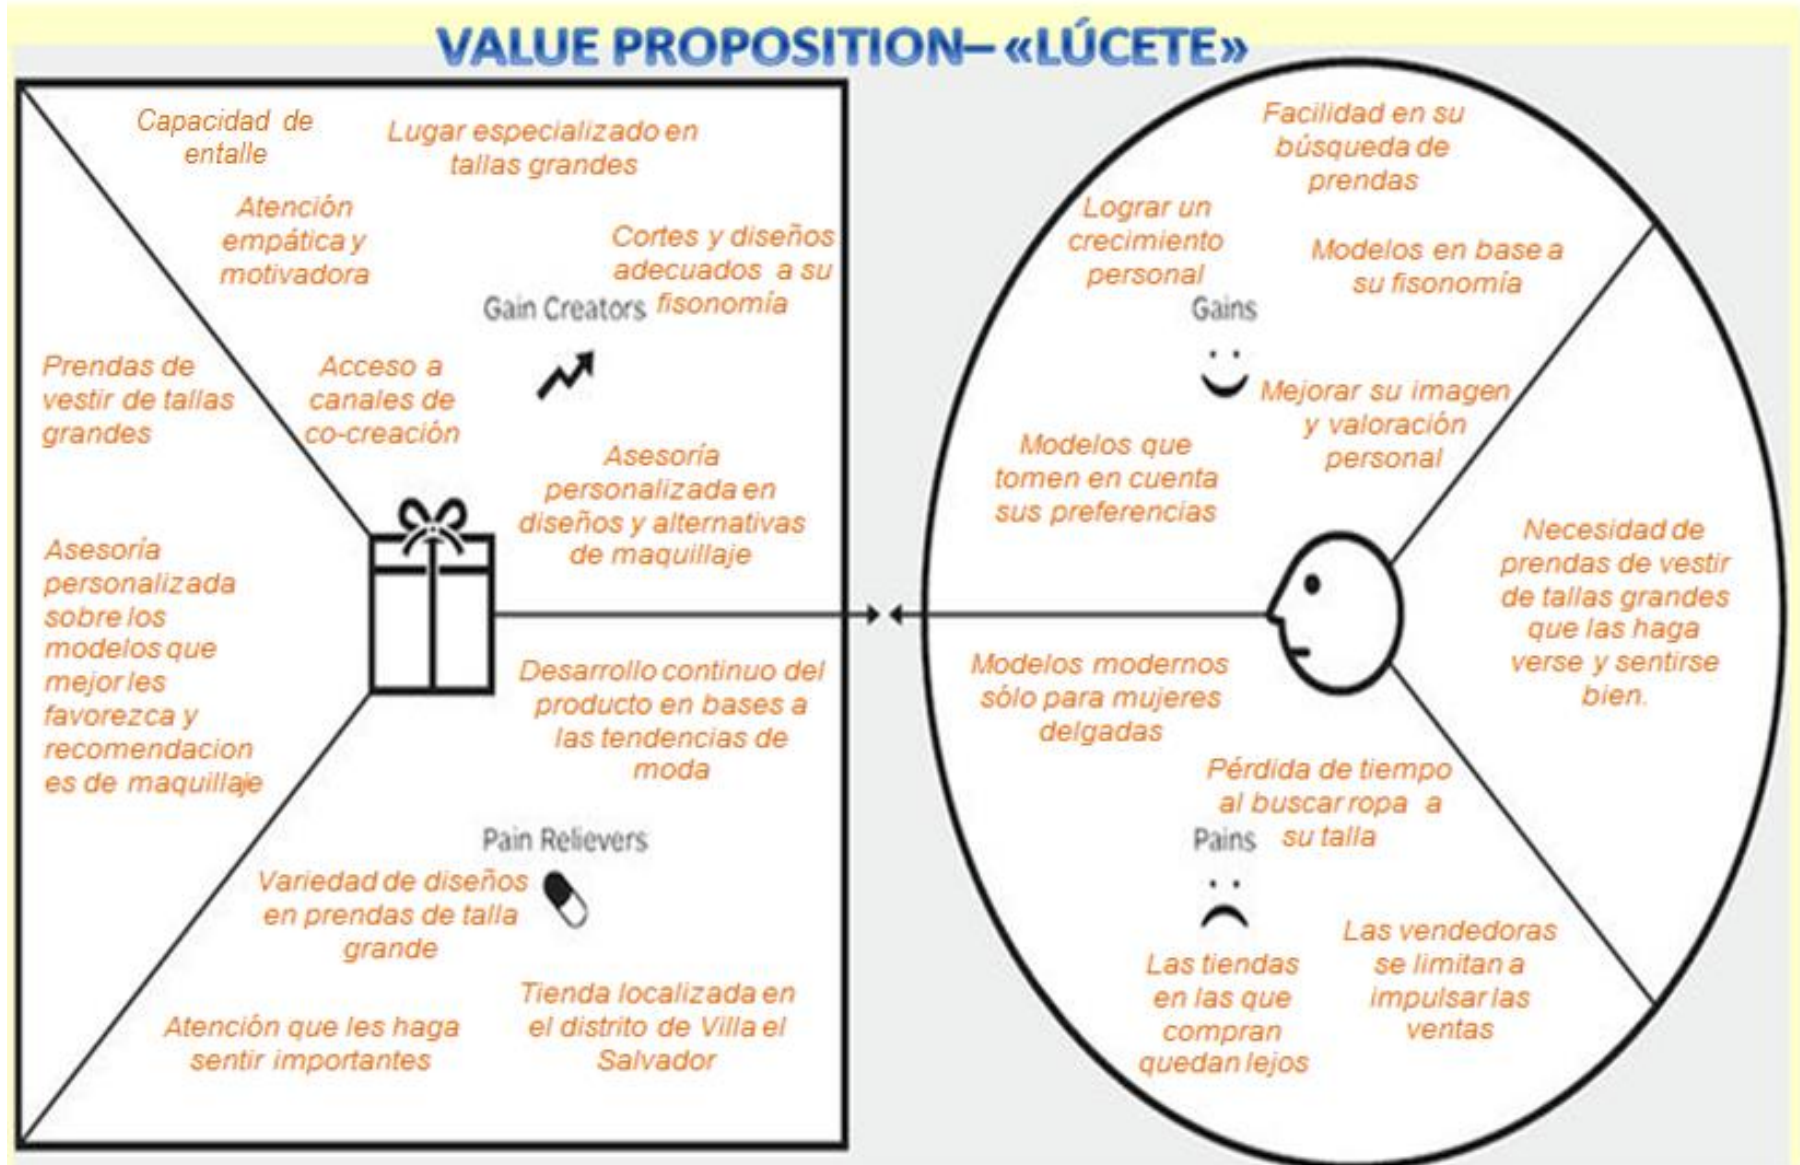 VALUE PROPOSITION– «LÚCETE»
Capacidad de
entalle
Lugar especializado en
tallas grandes
Atención
empática y
motivadora
Cortes y diseños
adecuados a su
fisonomía
Gain Creators
Prendas de
vestir de tallas
grandes
Acceso a
canales de
co-creación
Asesoría
personalizada en
diseños y alternativas
de maquillaje
Asesoría
personalizada
sobre los
modelos que
mejor les
favorezca y
recomendacion
es de maquillaje
Desarrollo continuo del
producto en bases a
las tendencias de
moda
Pain Relievers
Variedad de diseños
en prendas de talla
grande
Atención que les haga
sentir importantes
Tienda localizada en
el distrito de Villa el
Salvador
Facilidad en su
búsqueda de
prendas
Lograr un
crecimiento
personal
Modelos en base a
su fisonomía
Gains
Mejorar su imagen
y valoración
personal
Modelos que
tomen en cuenta
sus preferencias
Necesidad de
prendas de vestir
de tallas grandes
que las haga
verse y sentirse
bien.
Modelos modernos
sólo para mujeres
delgadas
Pérdida de tiempo
al buscar ropa a
su talla
Pains
Las tiendas
en las que
compran
quedan lejos
Las vendedoras
se limitan a
impulsar las
ventas